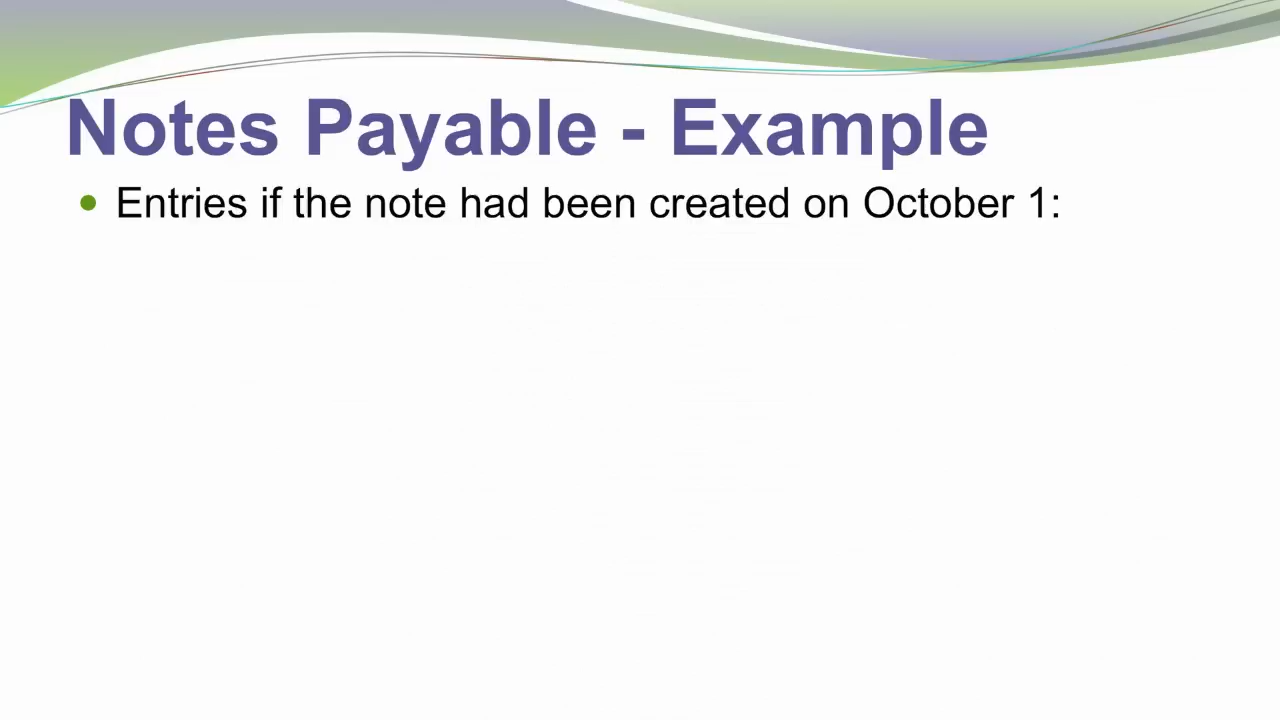 Notes Payable - Example
Entries if the note had been created on October 1: